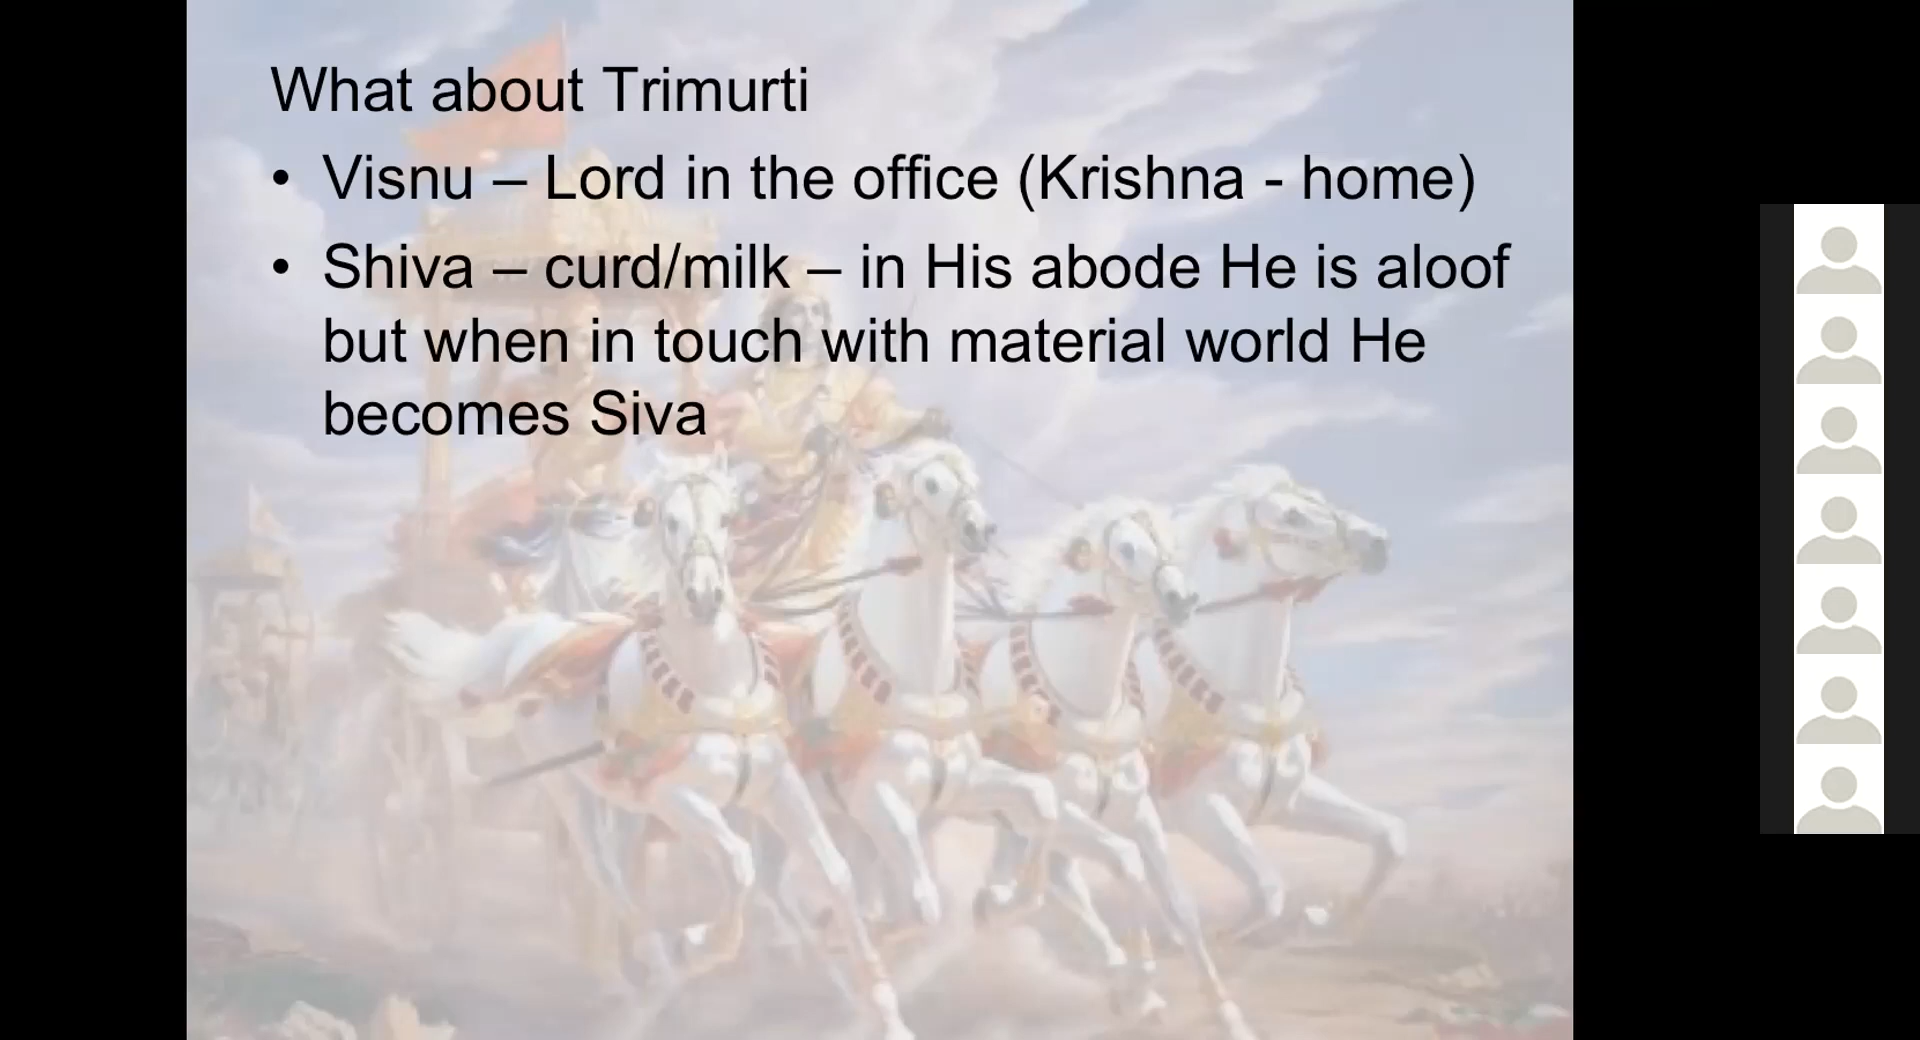 What about Trimurti
• Visnu – Lord in the office (Krishna - home)
• Shiva – curd/milk – in His abode He is aloof
but when in touch with material world He
becomes Siva